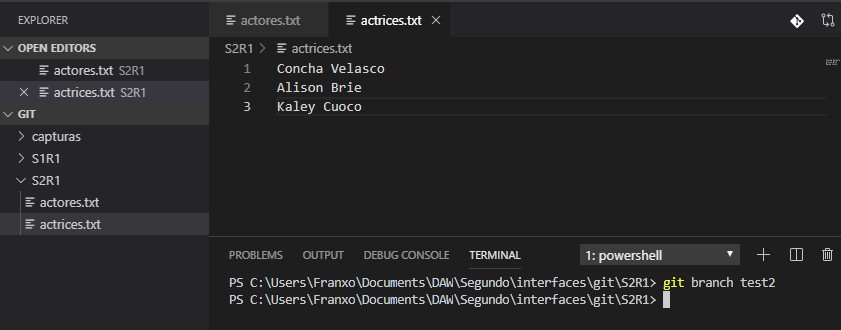 EXPLORER
OPEN EDITORS
actores.txt S2R1
actrices.txt S2R1
GIT
capturas
S1R1
S2R1
actores.txt
actrices.txt
actores.txt
actrices.txt
S2R1 > actrices.txt
1 Concha Velasco
2 Alison Brie
3 Kaley Cuoco
PROBLEMS OUTPUT DEBUG CONSOLE TERMINAL 1: powershell
PS C:\Users\Franxo\Documents\DAW\Segundo\interfaces\git\S2R1> git branch test2
PS C:\Users\Franxo\Documents\DAW\Segundo\interfaces\git\S2R1>